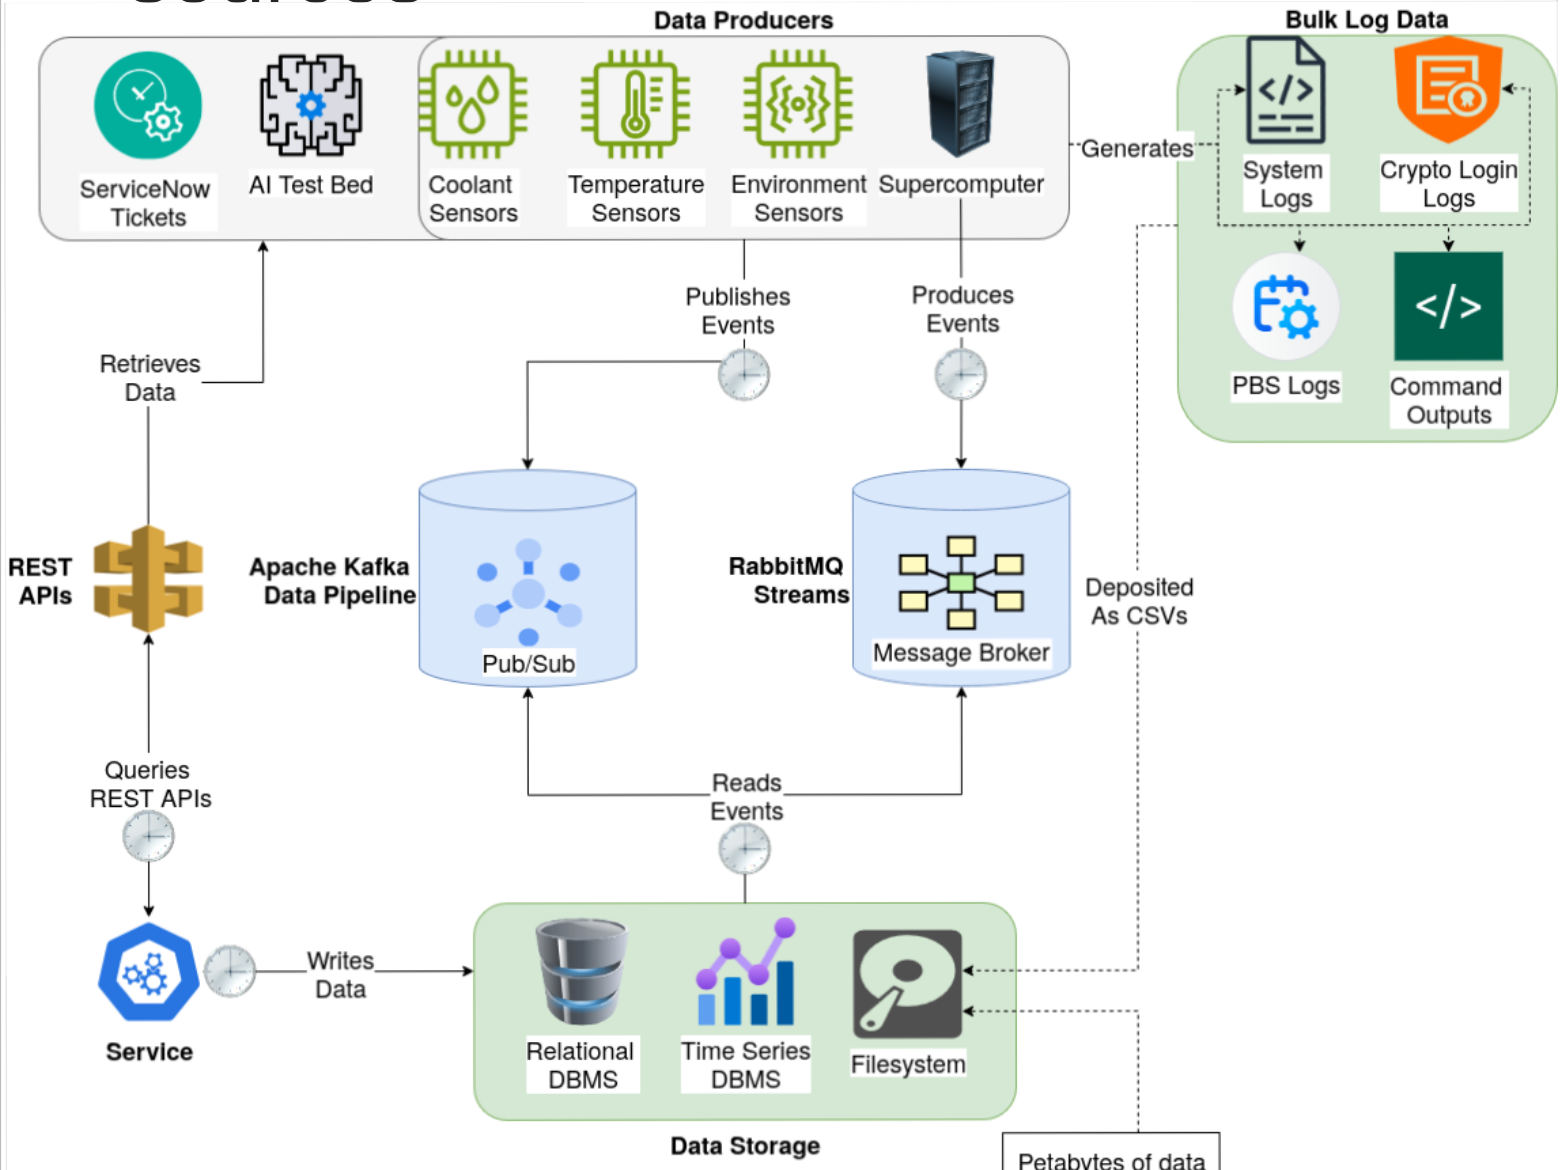 Data Producers
Bulk Log Data
ServiceNow
Tickets
AI Test Bed
Coolant
Sensors
Temperature
Sensors
Environment
Sensors
Supercomputer
Generates
System
Logs
Crypto Login
Logs
PBS Logs
Command
Outputs
Publishes
Events
Produces
Events
Retrieves
Data
REST
APIs
Apache Kafka
Data Pipeline
Pub/Sub
RabbitMQ
Streams
Message Broker
Deposited
As CSVs
Queries
REST APIs
Reads
Events
Service
Writes
Data
Relational
DBMS
Time Series
DBMS
Filesystem
Data Storage
Petabytes of data